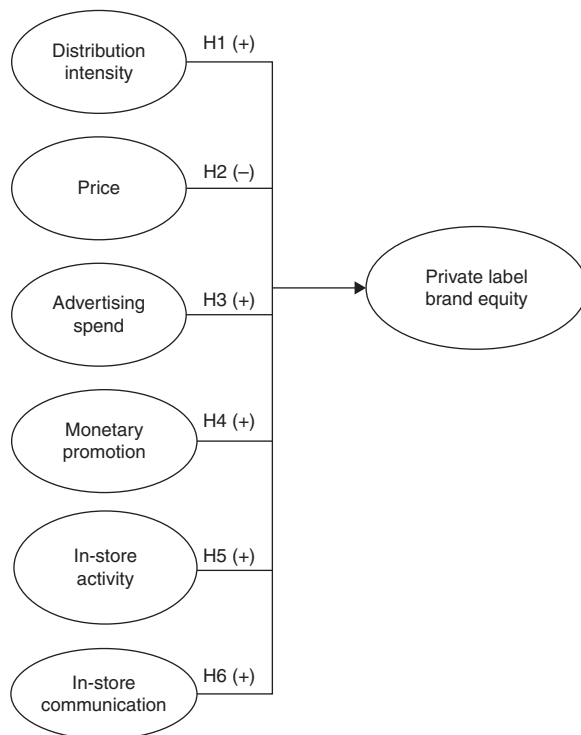 Distribution
intensity
H1 (+)
Price
H2 (–)
Advertising
spend
H3 (+)
Monetary
promotion
H4 (+)
In-store
activity
H5 (+)
In-store
communication
H6 (+)
Private label
brand equity